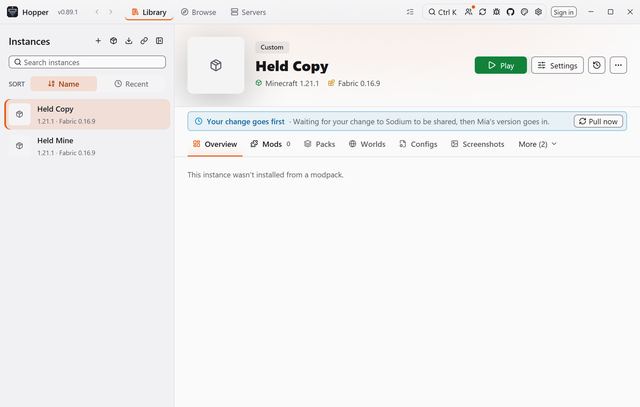 Hopper v0.89.1 Library Browse Servers Ctrl K Sign in
Instances
Search instances
SORT Name Recent
Held Copy
1.21.1 · Fabric 0.16.9
Held Mine
1.21.1 · Fabric 0.16.9
Custom
Held Copy
Minecraft 1.21.1 Fabric 0.16.9
Play Settings
Your change goes first · Waiting for your change to Sodium to be shared, then Mia's version goes in. Pull now
Overview Mods 0 Packs Worlds Configs Screenshots More (2)
This instance wasn't installed from a modpack.